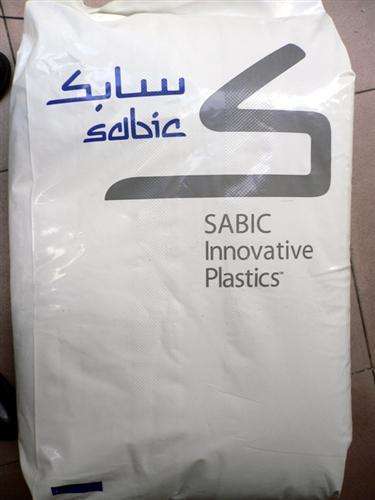 سابك
sabic
SABIC
Innovative
Plastics™